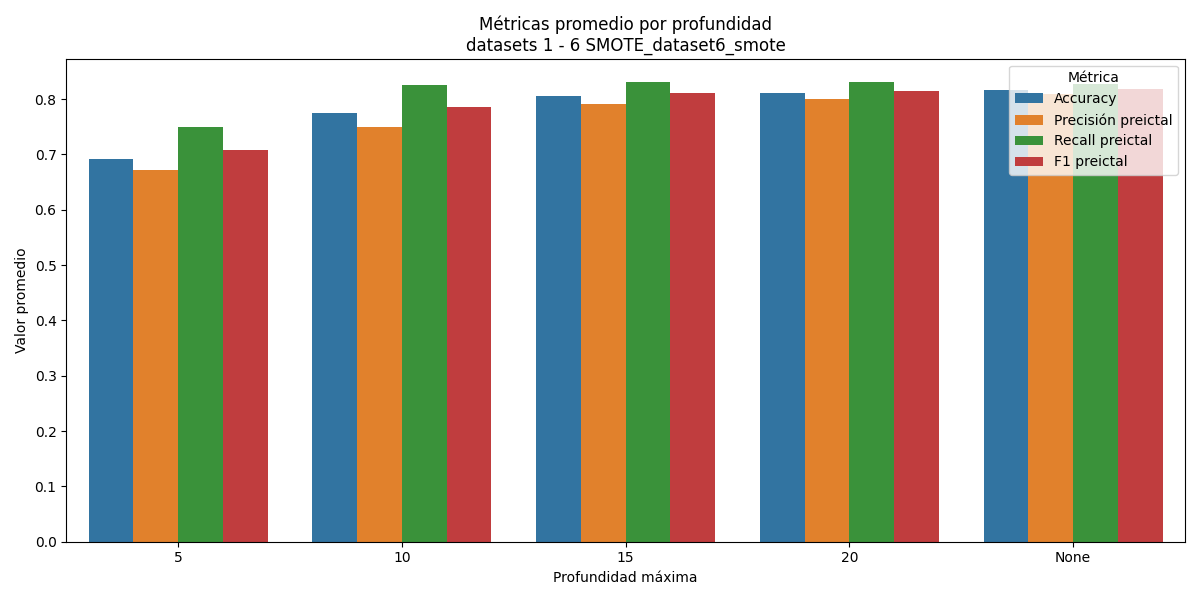 Métricas promedio por profundidad
datasets 1 - 6 SMOTE_dataset6_smote
Valor promedio
0.8
0.7
0.6
0.5
0.4
0.3
0.2
0.1
0.0
Métrica
Accuracy
Precisión preictal
Recall preictal
F1 preictal
5
10
15
20
None
Profundidad máxima